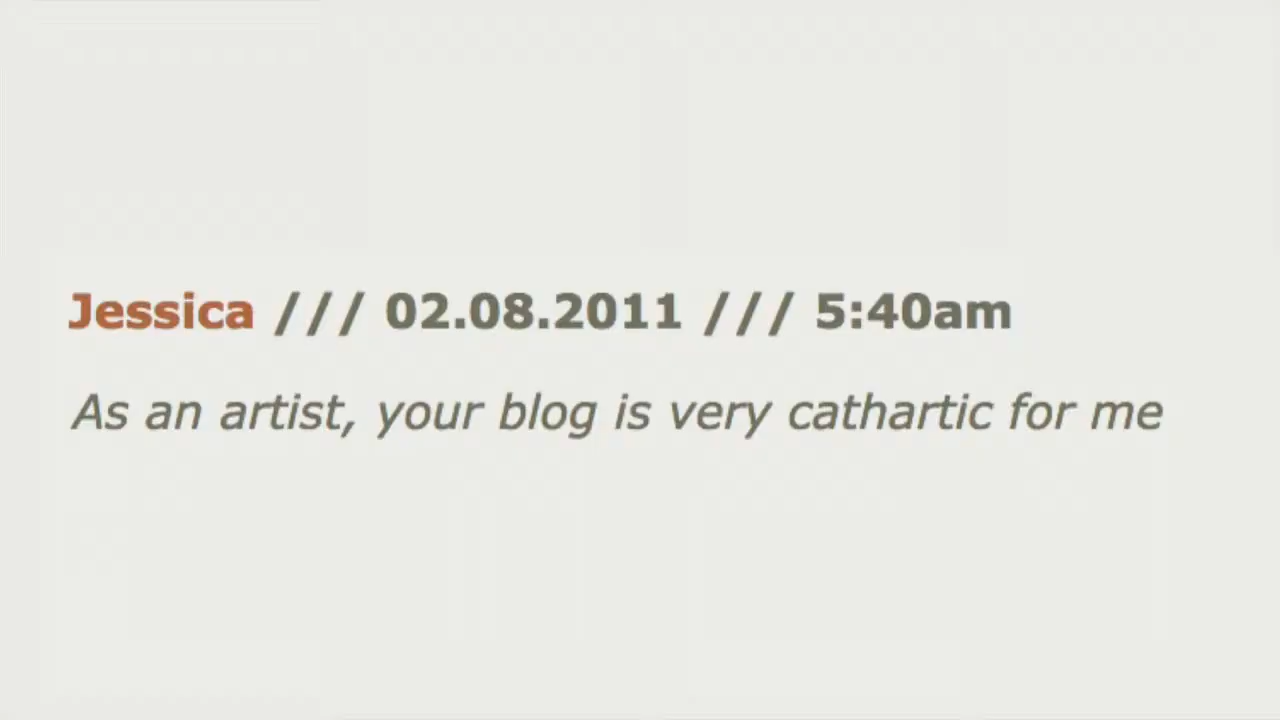 Jessica /// 02.08.2011 /// 5:40am
As an artist, your blog is very cathartic for me